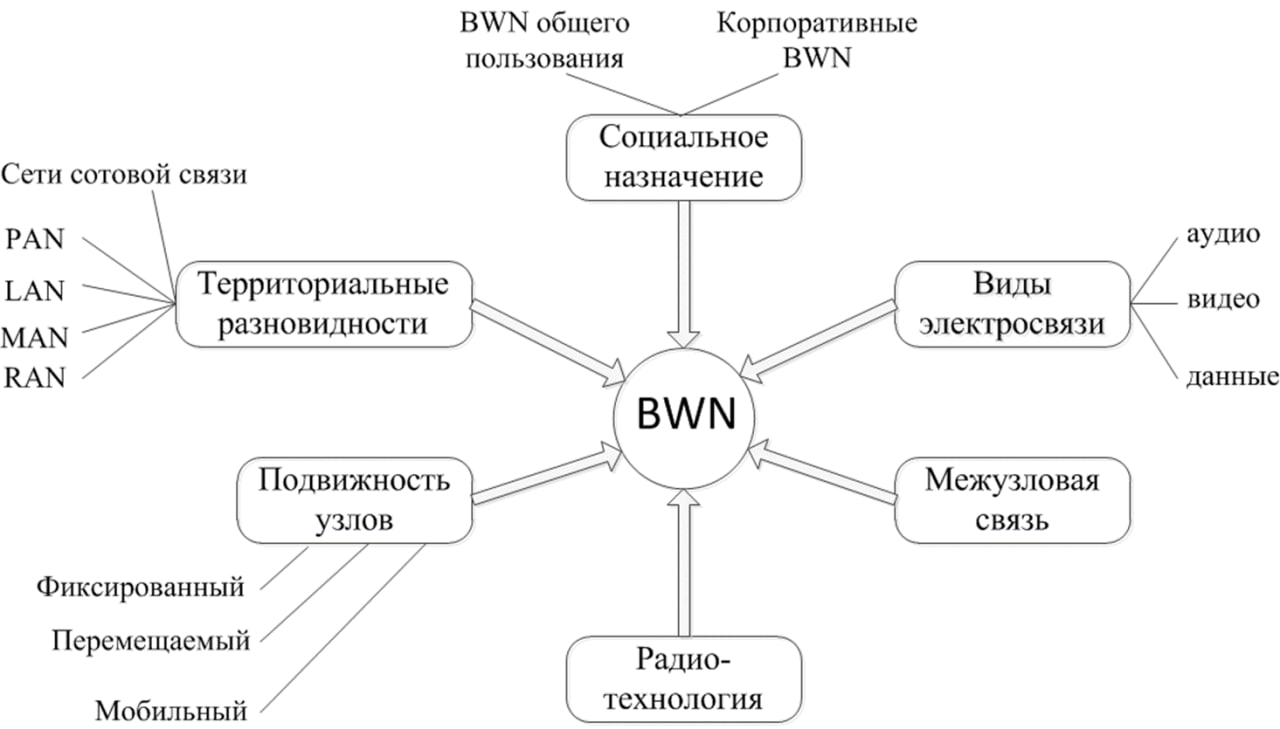 BWN общего
пользования
Корпоративные
BWN
Социальное
назначение
Сети сотовой связи
PAN
LAN
MAN
RAN
Территориальные
разновидности
Виды
электросвязи
аудио
видео
данные
BWN
Подвижность
узлов
Фиксированный
Перемещаемый
Мобильный
Межузловая
связь
Радио-
технология